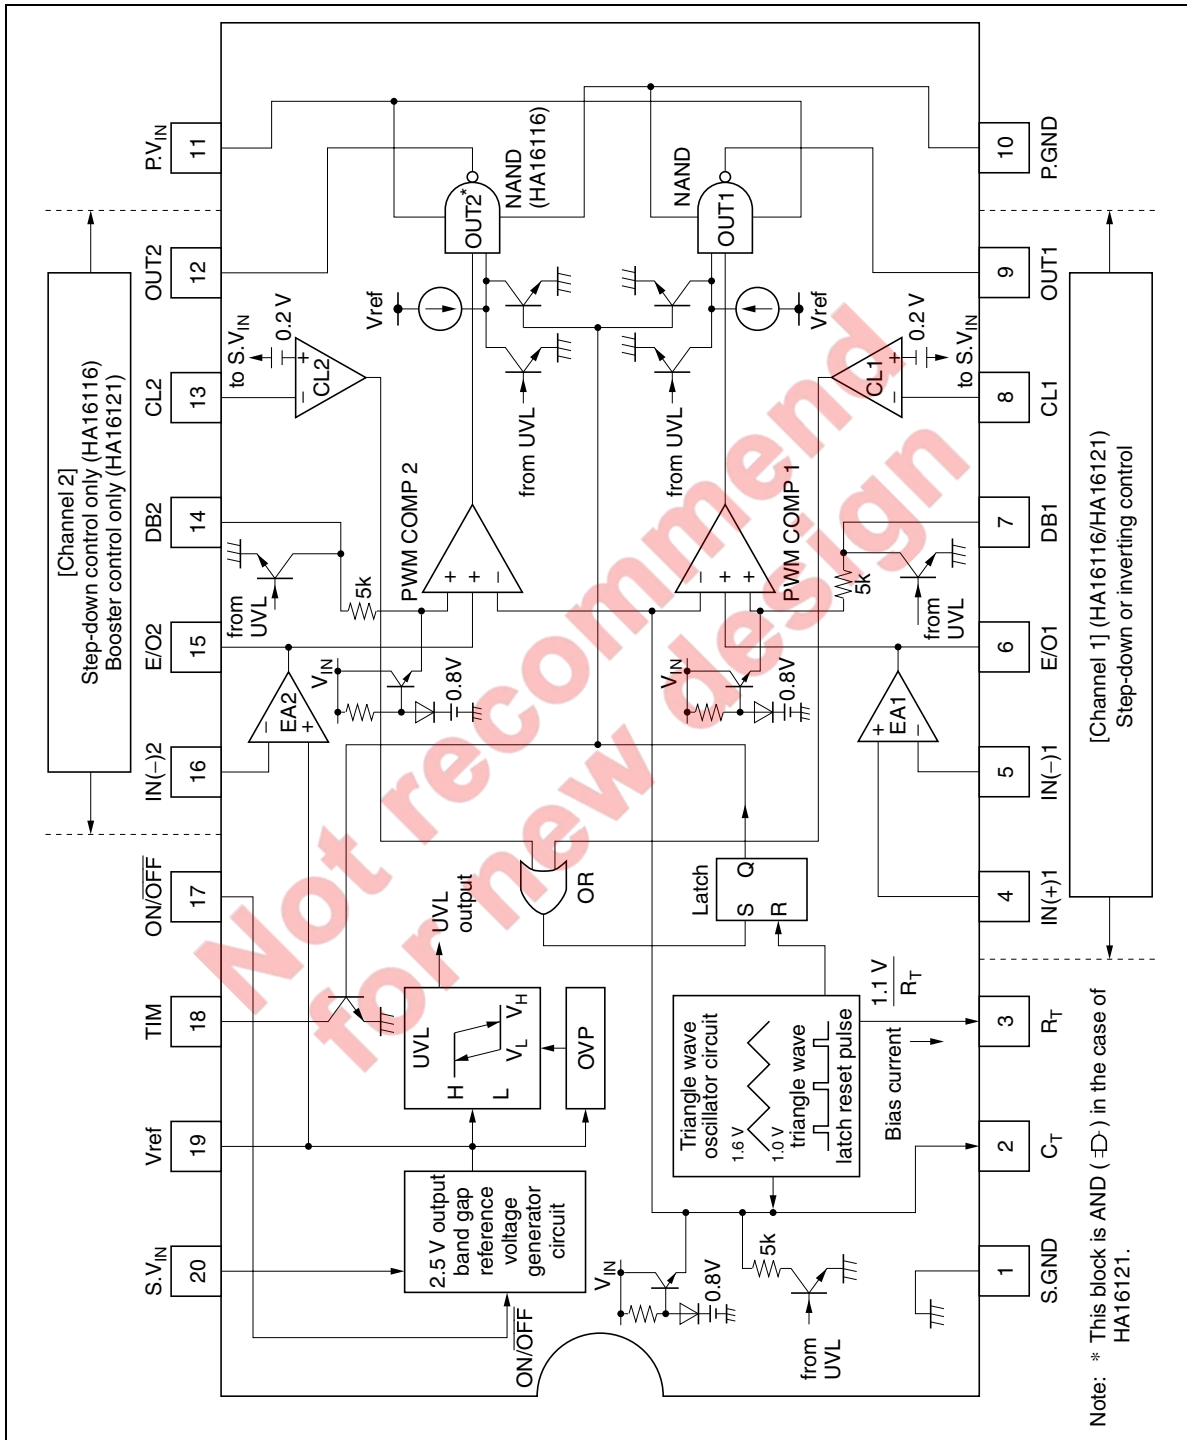 S.VIN
20
Vref
19
TIM
18
ON/OFF
17
IN(−)2
16
E/O2
15
DB2
14
CL2
13
OUT2
12
P.VIN
11
[Channel 2]
Step-down control only (HA16116)
Booster control only (HA16121)
2.5 V output
band gap
reference
voltage
generator
circuit
ON/OFF
UVL
H
L
VL
VH
UVL
output
OVP
EA2
−
+
VIN
0.8V
from
UVL
5k
PWM COMP 2
+
+
−
to S.VIN
0.2 V
CL2
−
+
from UVL
Vref
OUT2*
NAND
(HA16116)
OR
Latch
S
Q
R
VIN
0.8V
5k
from
UVL
Triangle wave
oscillator circuit
1.6 V
1.0 V
triangle wave
latch reset pulse
1.1 V
RT
Bias current
VIN
0.8V
−
+
+
PWM COMP 1
5k
from
UVL
EA1
+
−
from UVL
Vref
OUT1
NAND
CL1
−
+
0.2 V
to S.VIN
1
S.GND
2
CT
3
RT
4
IN(+)1
5
IN(−)1
6
E/O1
7
DB1
8
CL1
9
OUT1
10
P.GND
[Channel 1] (HA16116/HA16121)
Step-down or inverting control
Note: * This block is AND ( ) in the case of
HA16121.
Not recommend
for new design